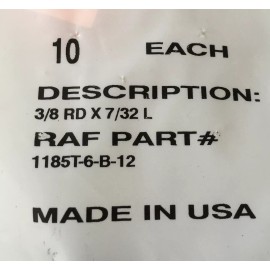 10 EACH
DESCRIPTION:
3/8 RD X 7/32 L
RAF PART#
1185T-6-B-12
MADE IN USA